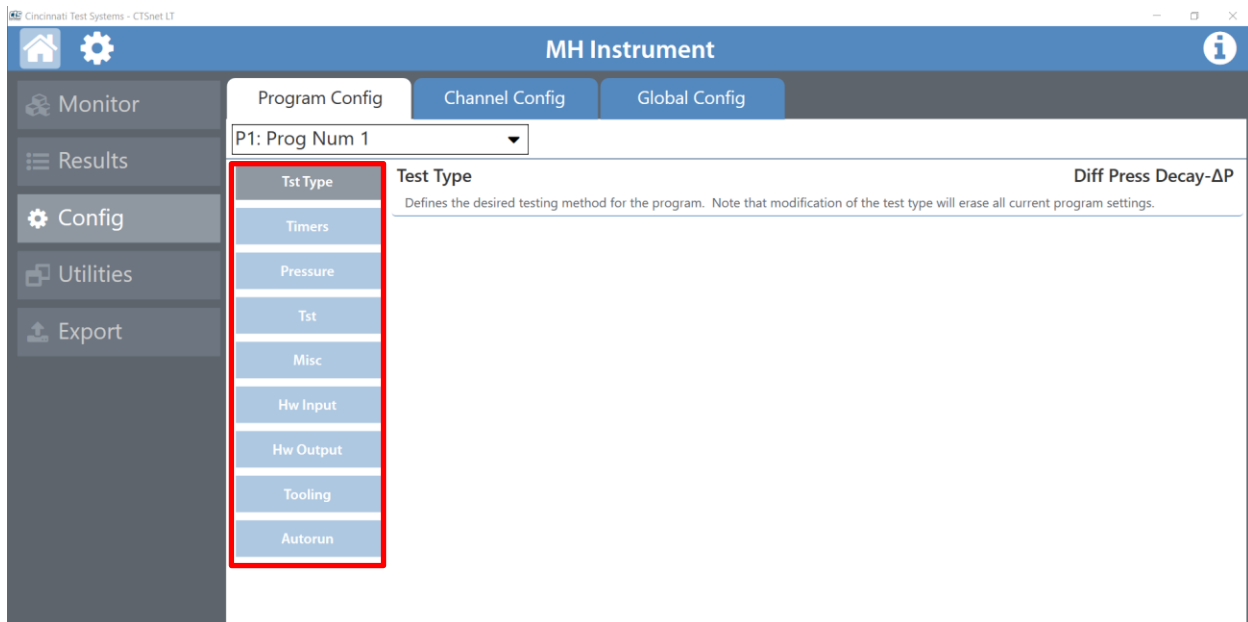 Cincinnati Test Systems - CTSnet LT
MH Instrument
Monitor
Results
Config
Utilities
Export
Program Config
Channel Config
Global Config
P1: Prog Num 1
Tst Type
Timers
Pressure
Tst
Misc
Hw Input
Hw Output
Tooling
Autorun
Test Type
Diff Press Decay-ΔP
Defines the desired testing method for the program. Note that modification of the test type will erase all current program settings.